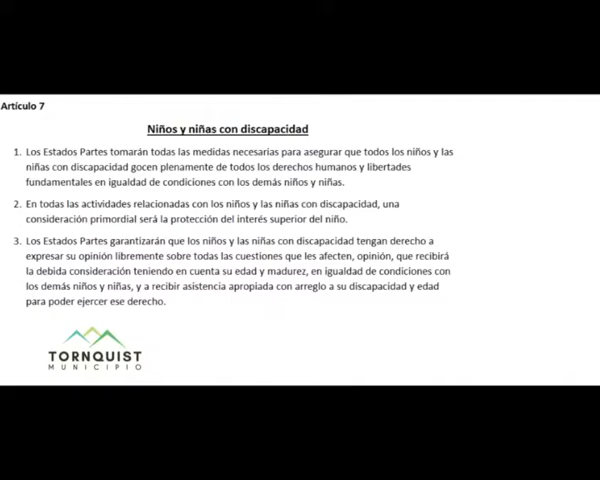 Artículo 7
Niños y niñas con discapacidad
1. Los Estados Partes tomarán todas las medidas necesarias para asegurar que todos los niños y las
niñas con discapacidad gocen plenamente de todos los derechos humanos y libertades
fundamentales en igualdad de condiciones con los demás niños y niñas.
2. En todas las actividades relacionadas con los niños y las niñas con discapacidad, una
consideración primordial será la protección del interés superior del niño.
3. Los Estados Partes garantizarán que los niños y las niñas con discapacidad tengan derecho a
expresar su opinión libremente sobre todas las cuestiones que les afecten, opinión, que recibirá
la debida consideración teniendo en cuenta su edad y madurez, en igualdad de condiciones con
los demás niños y niñas, y a recibir asistencia apropiada con arreglo a su discapacidad y edad
para poder ejercer ese derecho.
TORNQUIST
MUNICIPIO